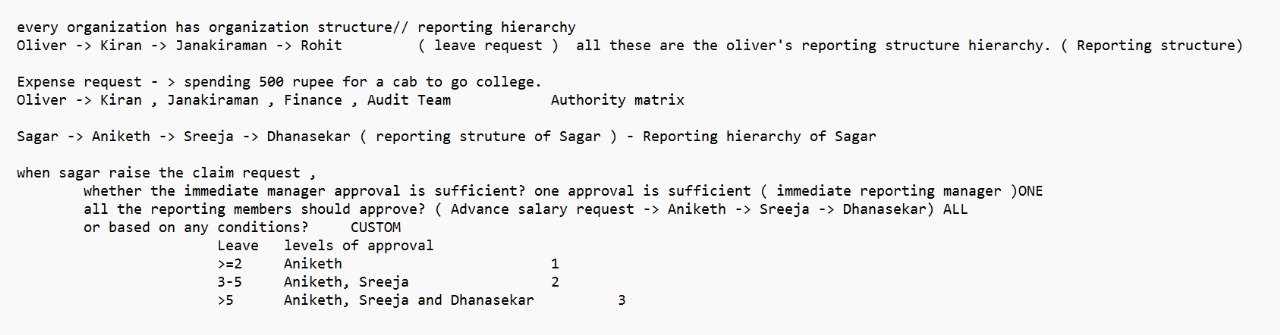 every organization has organization structure// reporting hierarchy
Oliver -> Kiran -> Janakiraman -> Rohit ( leave request ) all these are the oliver's reporting structure hierarchy. ( Reporting structure)
Expense request - > spending 500 rupee for a cab to go college.
Oliver -> Kiran , Janakiraman , Finance , Audit Team Authority matrix
Sagar -> Aniketh -> Sreeja -> Dhanasekar ( reporting struture of Sagar ) - Reporting hierarchy of Sagar
when sagar raise the claim request ,
whether the immediate manager approval is sufficient? one approval is sufficient ( immediate reporting manager )ONE
all the reporting members should approve? ( Advance salary request -> Aniketh -> Sreeja -> Dhanasekar) ALL
or based on any conditions? CUSTOM
Leave levels of approval
>=2 Aniketh 1
3-5 Aniketh, Sreeja 2
>5 Aniketh, Sreeja and Dhanasekar 3